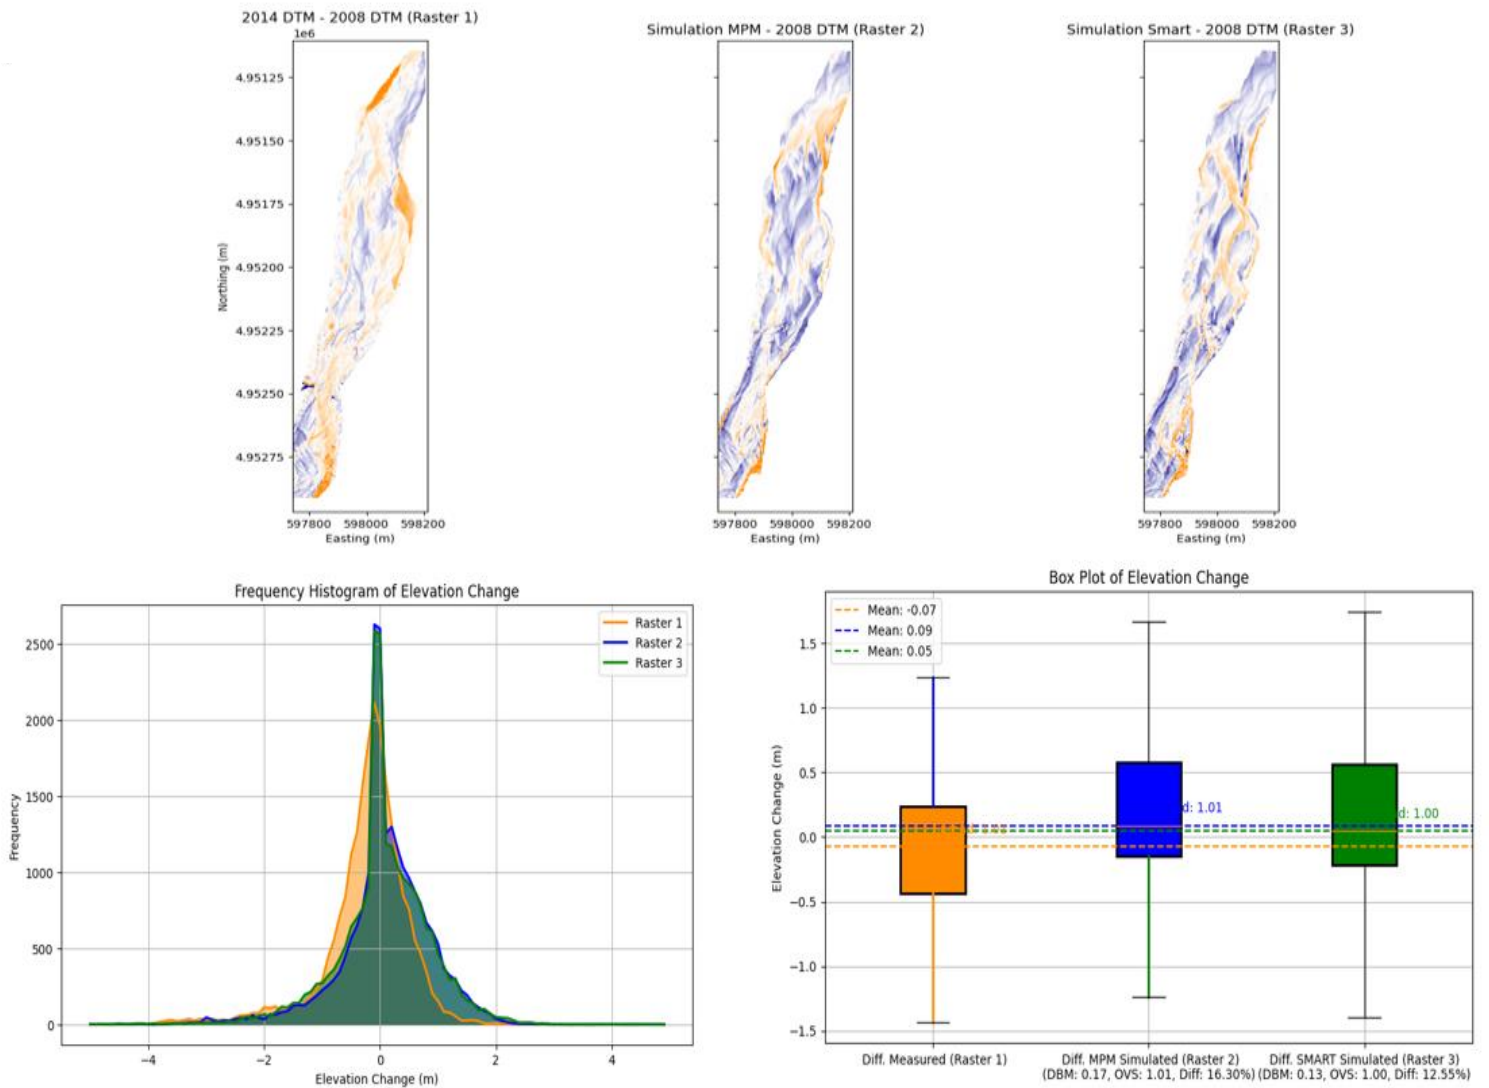 2014 DTM - 2008 DTM (Raster 1)
1e6
4.95125
4.95150
4.95175
4.95200
4.95225
4.95250
4.95275
Northing (m)
597800 598000 598200
Easting (m)
Simulation MPM - 2008 DTM (Raster 2)
597800 598000 598200
Easting (m)
Simulation Smart - 2008 DTM (Raster 3)
597800 598000 598200
Easting (m)
Frequency Histogram of Elevation Change
Raster 1
Raster 2
Raster 3
2500
2000
1500
1000
500
0
Frequency
−4 −2 0 2 4
Elevation Change (m)
Box Plot of Elevation Change
Mean: -0.07
Mean: 0.09
Mean: 0.05
1.5
1.0
0.5
0.0
−0.5
−1.0
−1.5
Elevation Change (m)
d: 1.01
d: 1.00
Diff. Measured (Raster 1)
Diff. MPM Simulated (Raster 2)
(DBM: 0.17, OVS: 1.01, Diff: 16.30%)
Diff. SMART Simulated (Raster 3)
(DBM: 0.13, OVS: 1.00, Diff: 12.55%)